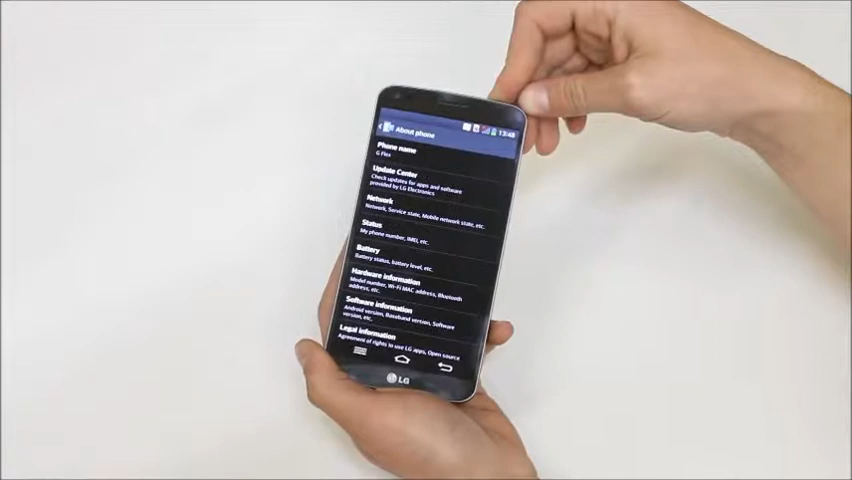 13:48
About phone
Phone name
G Flex
Update Center
Check updates for apps and software
provided by LG Electronics
Network
Network, Service state, Mobile network state, etc.
Status
My phone number, IMEI, etc.
Battery
Battery status, battery level, etc.
Hardware information
Model number, Wi-Fi MAC address, Bluetooth
address, etc.
Software information
Android version, Baseband version, Software
version, etc.
Legal information
Agreement of rights to use LG apps, Open source
LG